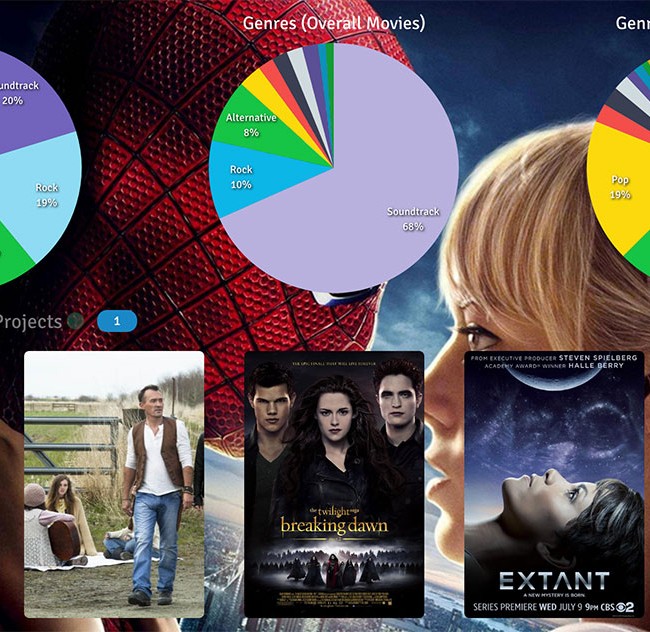 Genres (Overall Movies)
Gen
undtrack
20%
Rock
19%
Alternative
8%
Rock
10%
Soundtrack
68%
Pop
19%
Projects
1
THE EPIC FINALE THAT WILL LIVE FOREVER
the twilight saga
breaking dawn
FROM EXECUTIVE PRODUCER STEVEN SPIELBERG
ACADEMY AWARD® WINNER HALLE BERRY
EXTANT
A NEW MYSTERY IS BORN
SERIES PREMIERE WED JULY 9 9PM CBS 2